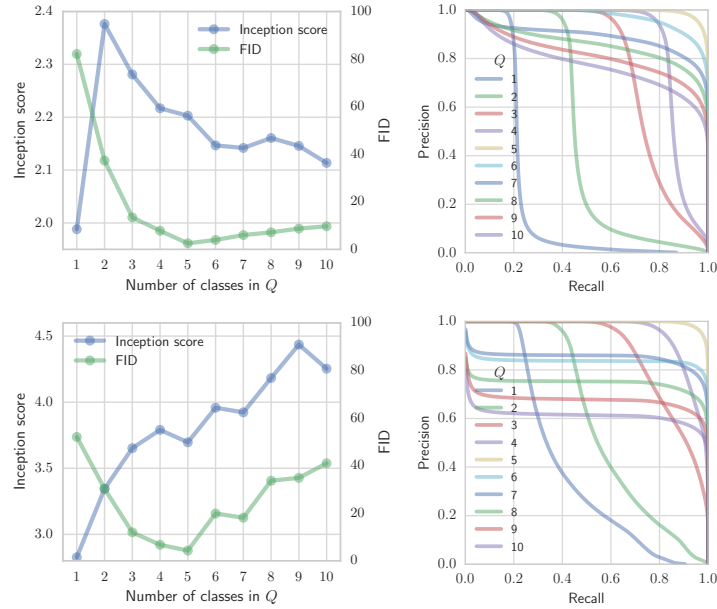 2.4
2.3
2.2
2.1
2.0
Inception score
100
80
60
40
20
0
FID
Inception score
FID
1 2 3 4 5 6 7 8 9 10
Number of classes in Q
1.0
0.8
0.6
0.4
0.2
0.0
Precision
Q
1
2
3
4
5
6
7
8
9
10
0.0 0.2 0.4 0.6 0.8 1.0
Recall
4.5
4.0
3.5
3.0
Inception score
100
80
60
40
20
0
FID
Inception score
FID
1 2 3 4 5 6 7 8 9 10
Number of classes in Q
1.0
0.8
0.6
0.4
0.2
0.0
Precision
Q
1
2
3
4
5
6
7
8
9
10
0.0 0.2 0.4 0.6 0.8 1.0
Recall